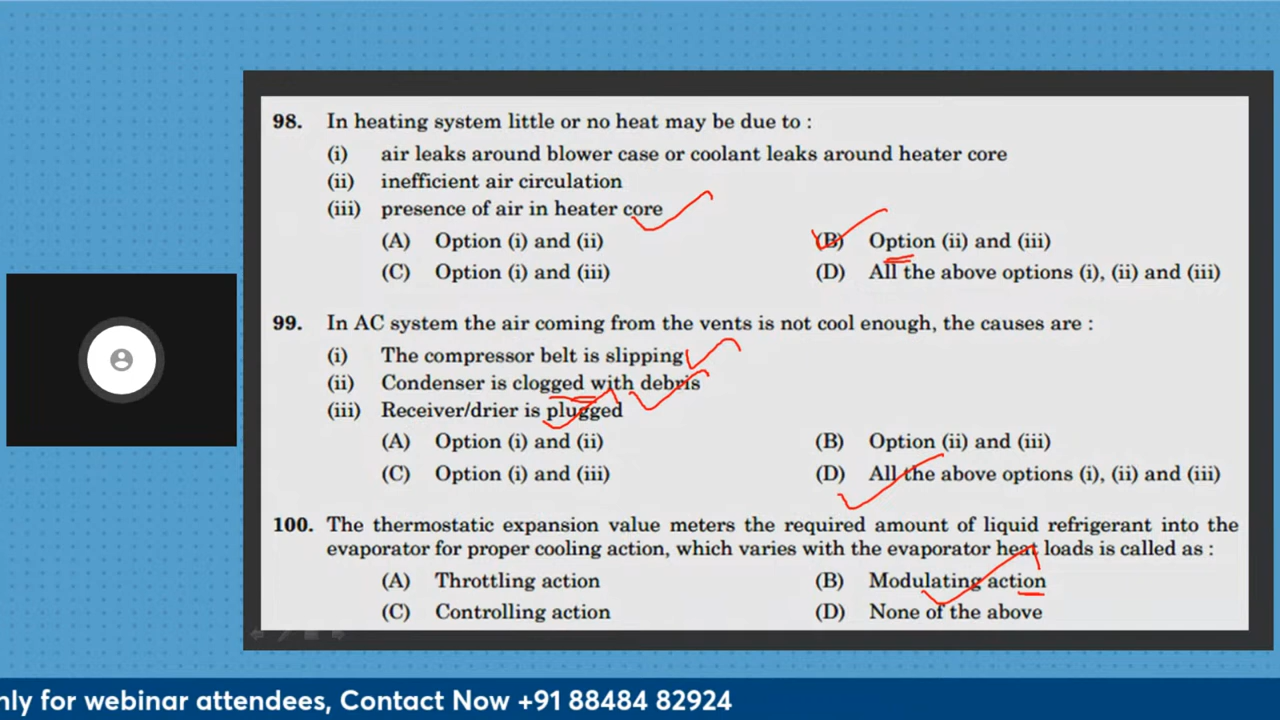 98. In heating system little or no heat may be due to :
(i) air leaks around blower case or coolant leaks around heater core
(ii) inefficient air circulation
(iii) presence of air in heater core
(A) Option (i) and (ii) (B) Option (ii) and (iii)
(C) Option (i) and (iii) (D) All the above options (i), (ii) and (iii)
99. In AC system the air coming from the vents is not cool enough, the causes are :
(i) The compressor belt is slipping
(ii) Condenser is clogged with debris
(iii) Receiver/drier is plugged
(A) Option (i) and (ii) (B) Option (ii) and (iii)
(C) Option (i) and (iii) (D) All the above options (i), (ii) and (iii)
100. The thermostatic expansion value meters the required amount of liquid refrigerant into the
evaporator for proper cooling action, which varies with the evaporator heat loads is called as :
(A) Throttling action (B) Modulating action
(C) Controlling action (D) None of the above
nly for webinar attendees, Contact Now +91 88484 82924